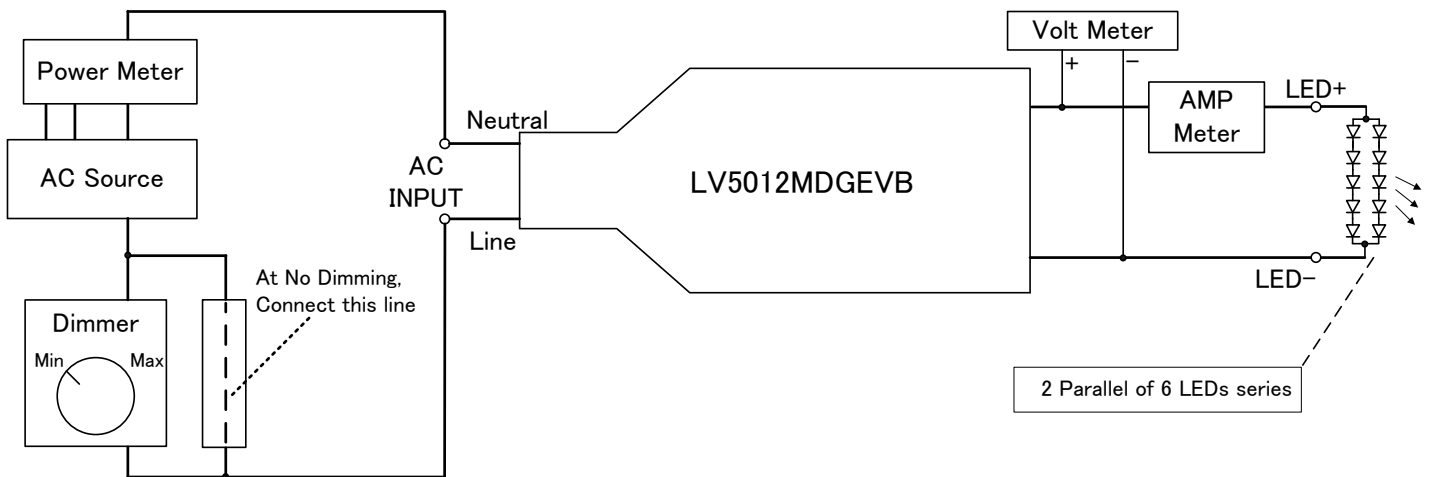 Power Meter
AC Source
Dimmer
Min
Max
At No Dimming,
Connect this line
Neutral
AC
INPUT
Line
LV5012MDGEVB
Volt Meter
+
-
AMP
Meter
LED+
LED-
2 Parallel of 6 LEDs series